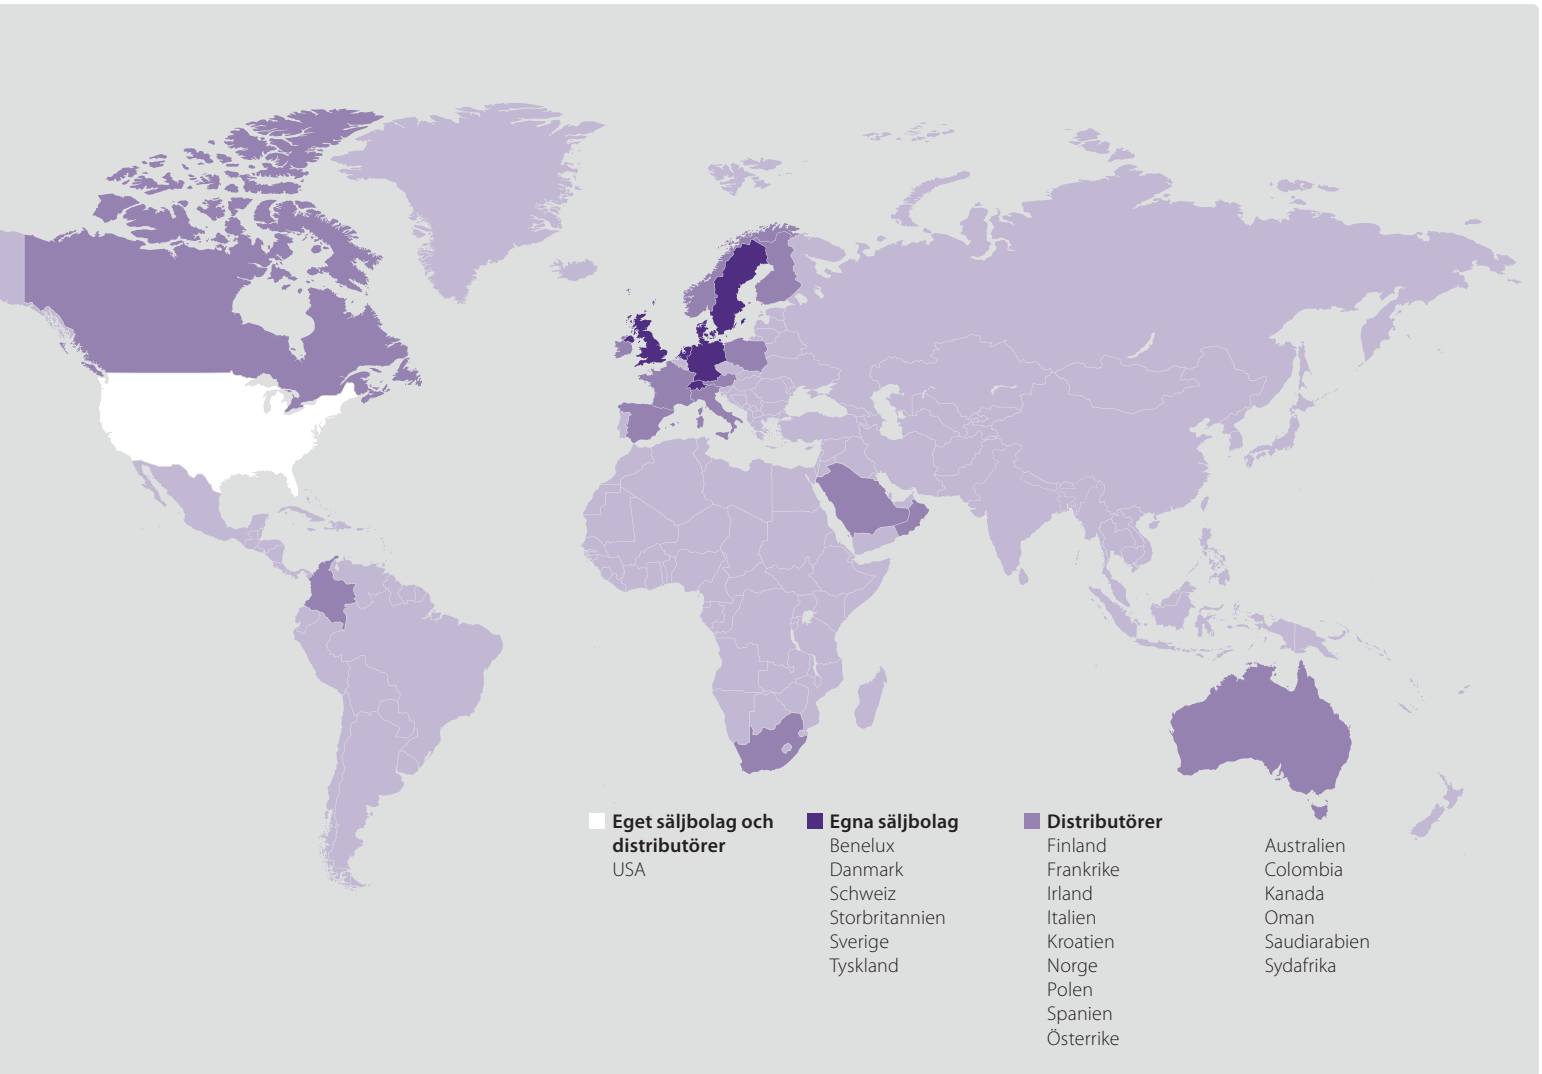 Eget säljbolag och
distributörer
USA
Egna säljbolag
Benelux
Danmark
Schweiz
Storbritannien
Sverige
Tyskland
Distributörer
Finland
Frankrike
Irland
Italien
Kroatien
Norge
Polen
Spanien
Österrike
Australien
Colombia
Kanada
Oman
Saudiarabien
Sydafrika